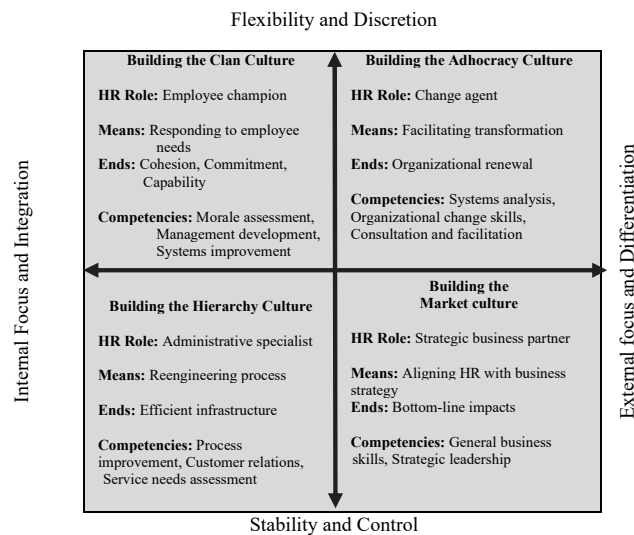 Flexibility and Discretion
Internal Focus and Integration
Building the Clan Culture
HR Role: Employee champion
Means: Responding to employee
needs
Ends: Cohesion, Commitment,
Capability
Competencies: Morale assessment,
Management development,
Systems improvement
Building the Adhocracy Culture
HR Role: Change agent
Means: Facilitating transformation
Ends: Organizational renewal
Competencies: Systems analysis,
Organizational change skills,
Consultation and facilitation
Building the Hierarchy Culture
HR Role: Administrative specialist
Means: Reengineering process
Ends: Efficient infrastructure
Competencies: Process
improvement, Customer relations,
Service needs assessment
Building the
Market culture
HR Role: Strategic business partner
Means: Aligning HR with business
strategy
Ends: Bottom-line impacts
Competencies: General business
skills, Strategic leadership
External focus and Differentiation
Stability and Control